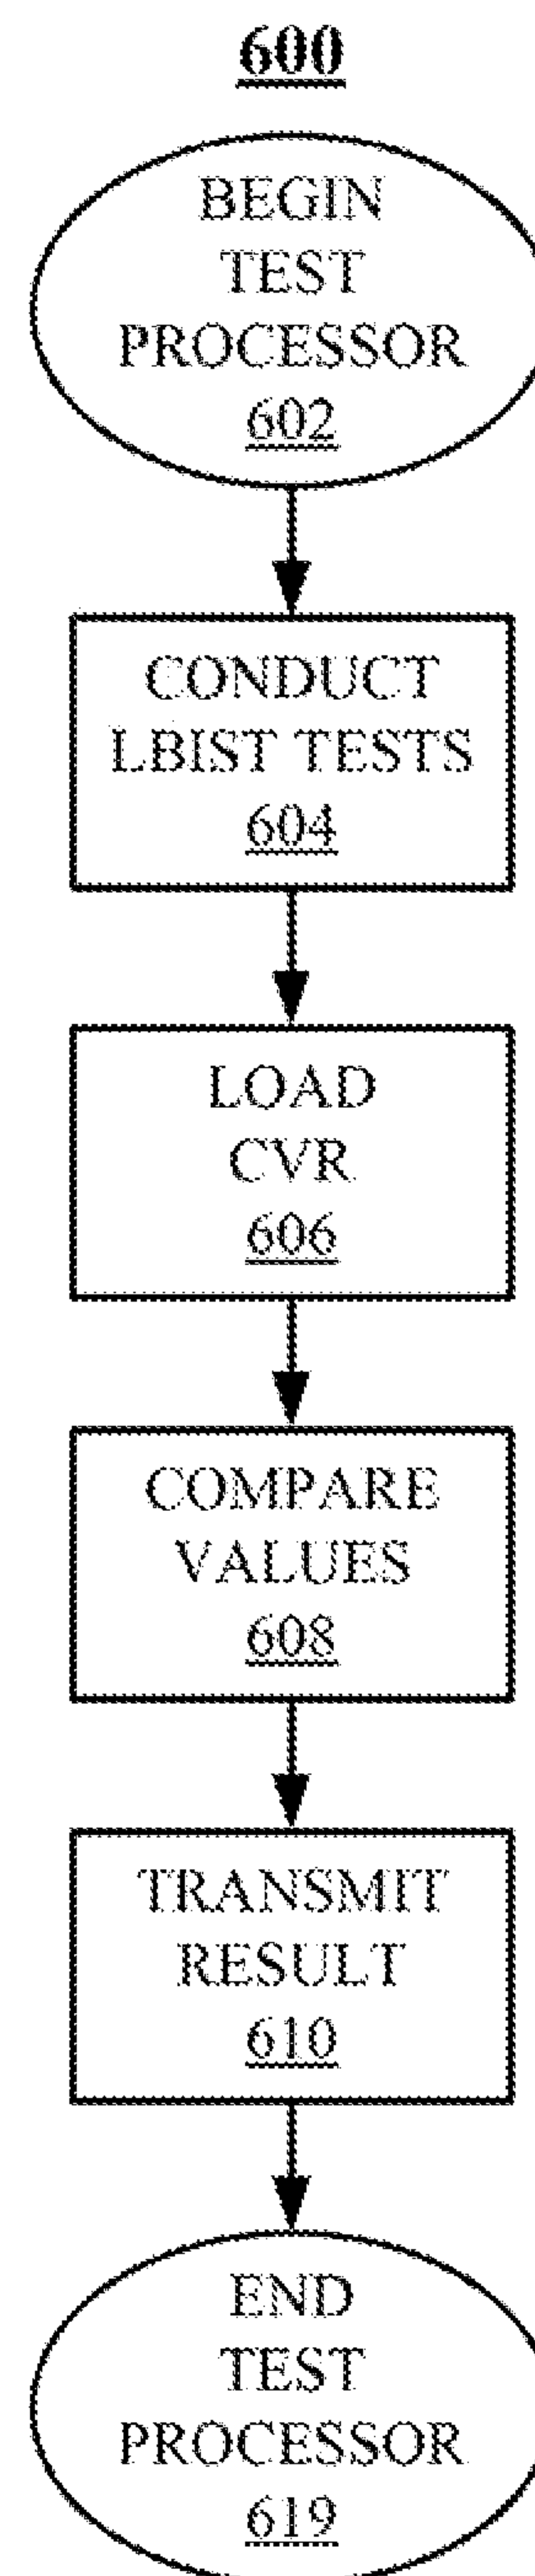 600
BEGIN
TEST
PROCESSOR
602
CONDUCT
LBIST TESTS
604
LOAD
CVR
606
COMPARE
VALUES
608
TRANSMIT
RESULT
610
END
TEST
PROCESSOR
619